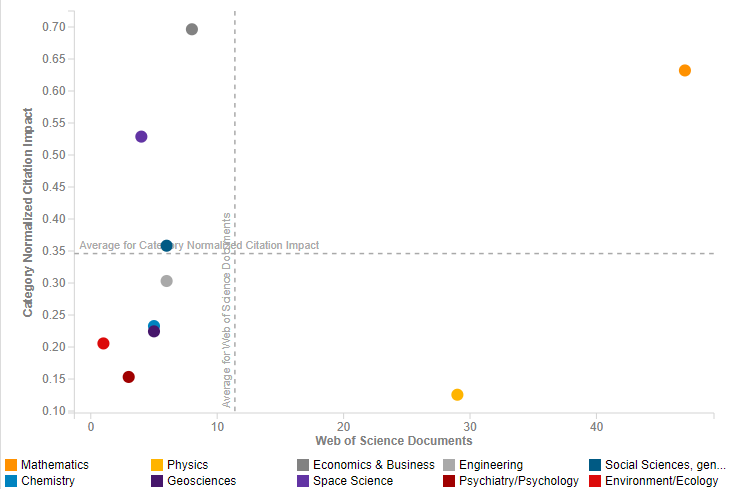 0.70
0.65
0.60
0.55
0.50
0.45
0.40
0.35
0.30
0.25
0.20
0.15
0.10
Category Normalized Citation Impact
Average for Category Normalized Citation Impact
Average for Web of Science Documents
0 10 20 30 40
Web of Science Documents
Mathematics Physics Economics & Business Engineering Social Sciences, gen...
Chemistry Geosciences Space Science Psychiatry/Psychology Environment/Ecology